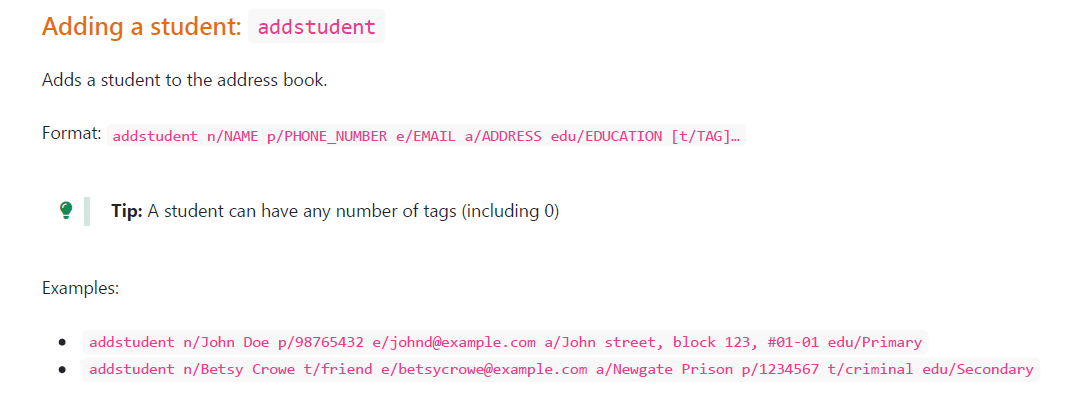 Adding a student: addstudent
Adds a student to the address book.
Format: addstudent n/NAME p/PHONE_NUMBER e/EMAIL a/ADDRESS edu/EDUCATION [t/TAG]…
Tip: A student can have any number of tags (including 0)
Examples:
addstudent n/John Doe p/98765432 e/johnd@example.com a/John street, block 123, #01-01 edu/Primary
addstudent n/Betsy Crowe t/friend e/betsycrowe@example.com a/Newgate Prison p/1234567 t/criminal edu/Secondary